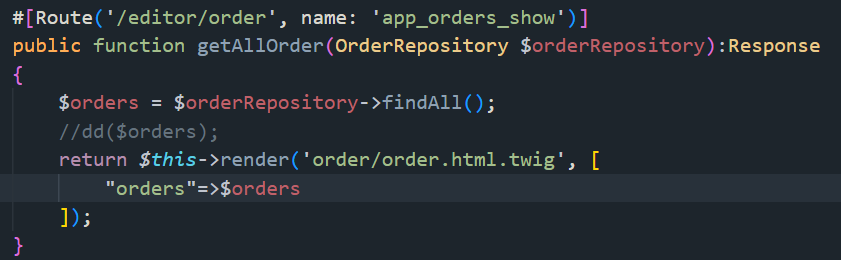 #[Route('/editor/order', name: 'app_orders_show')]
public function getAllOrder(OrderRepository $orderRepository):Response
{
    $orders = $orderRepository->findAll();
    //dd($orders);
    return $this->render('order/order.html.twig', [
        "orders"=>$orders
    ]);
}